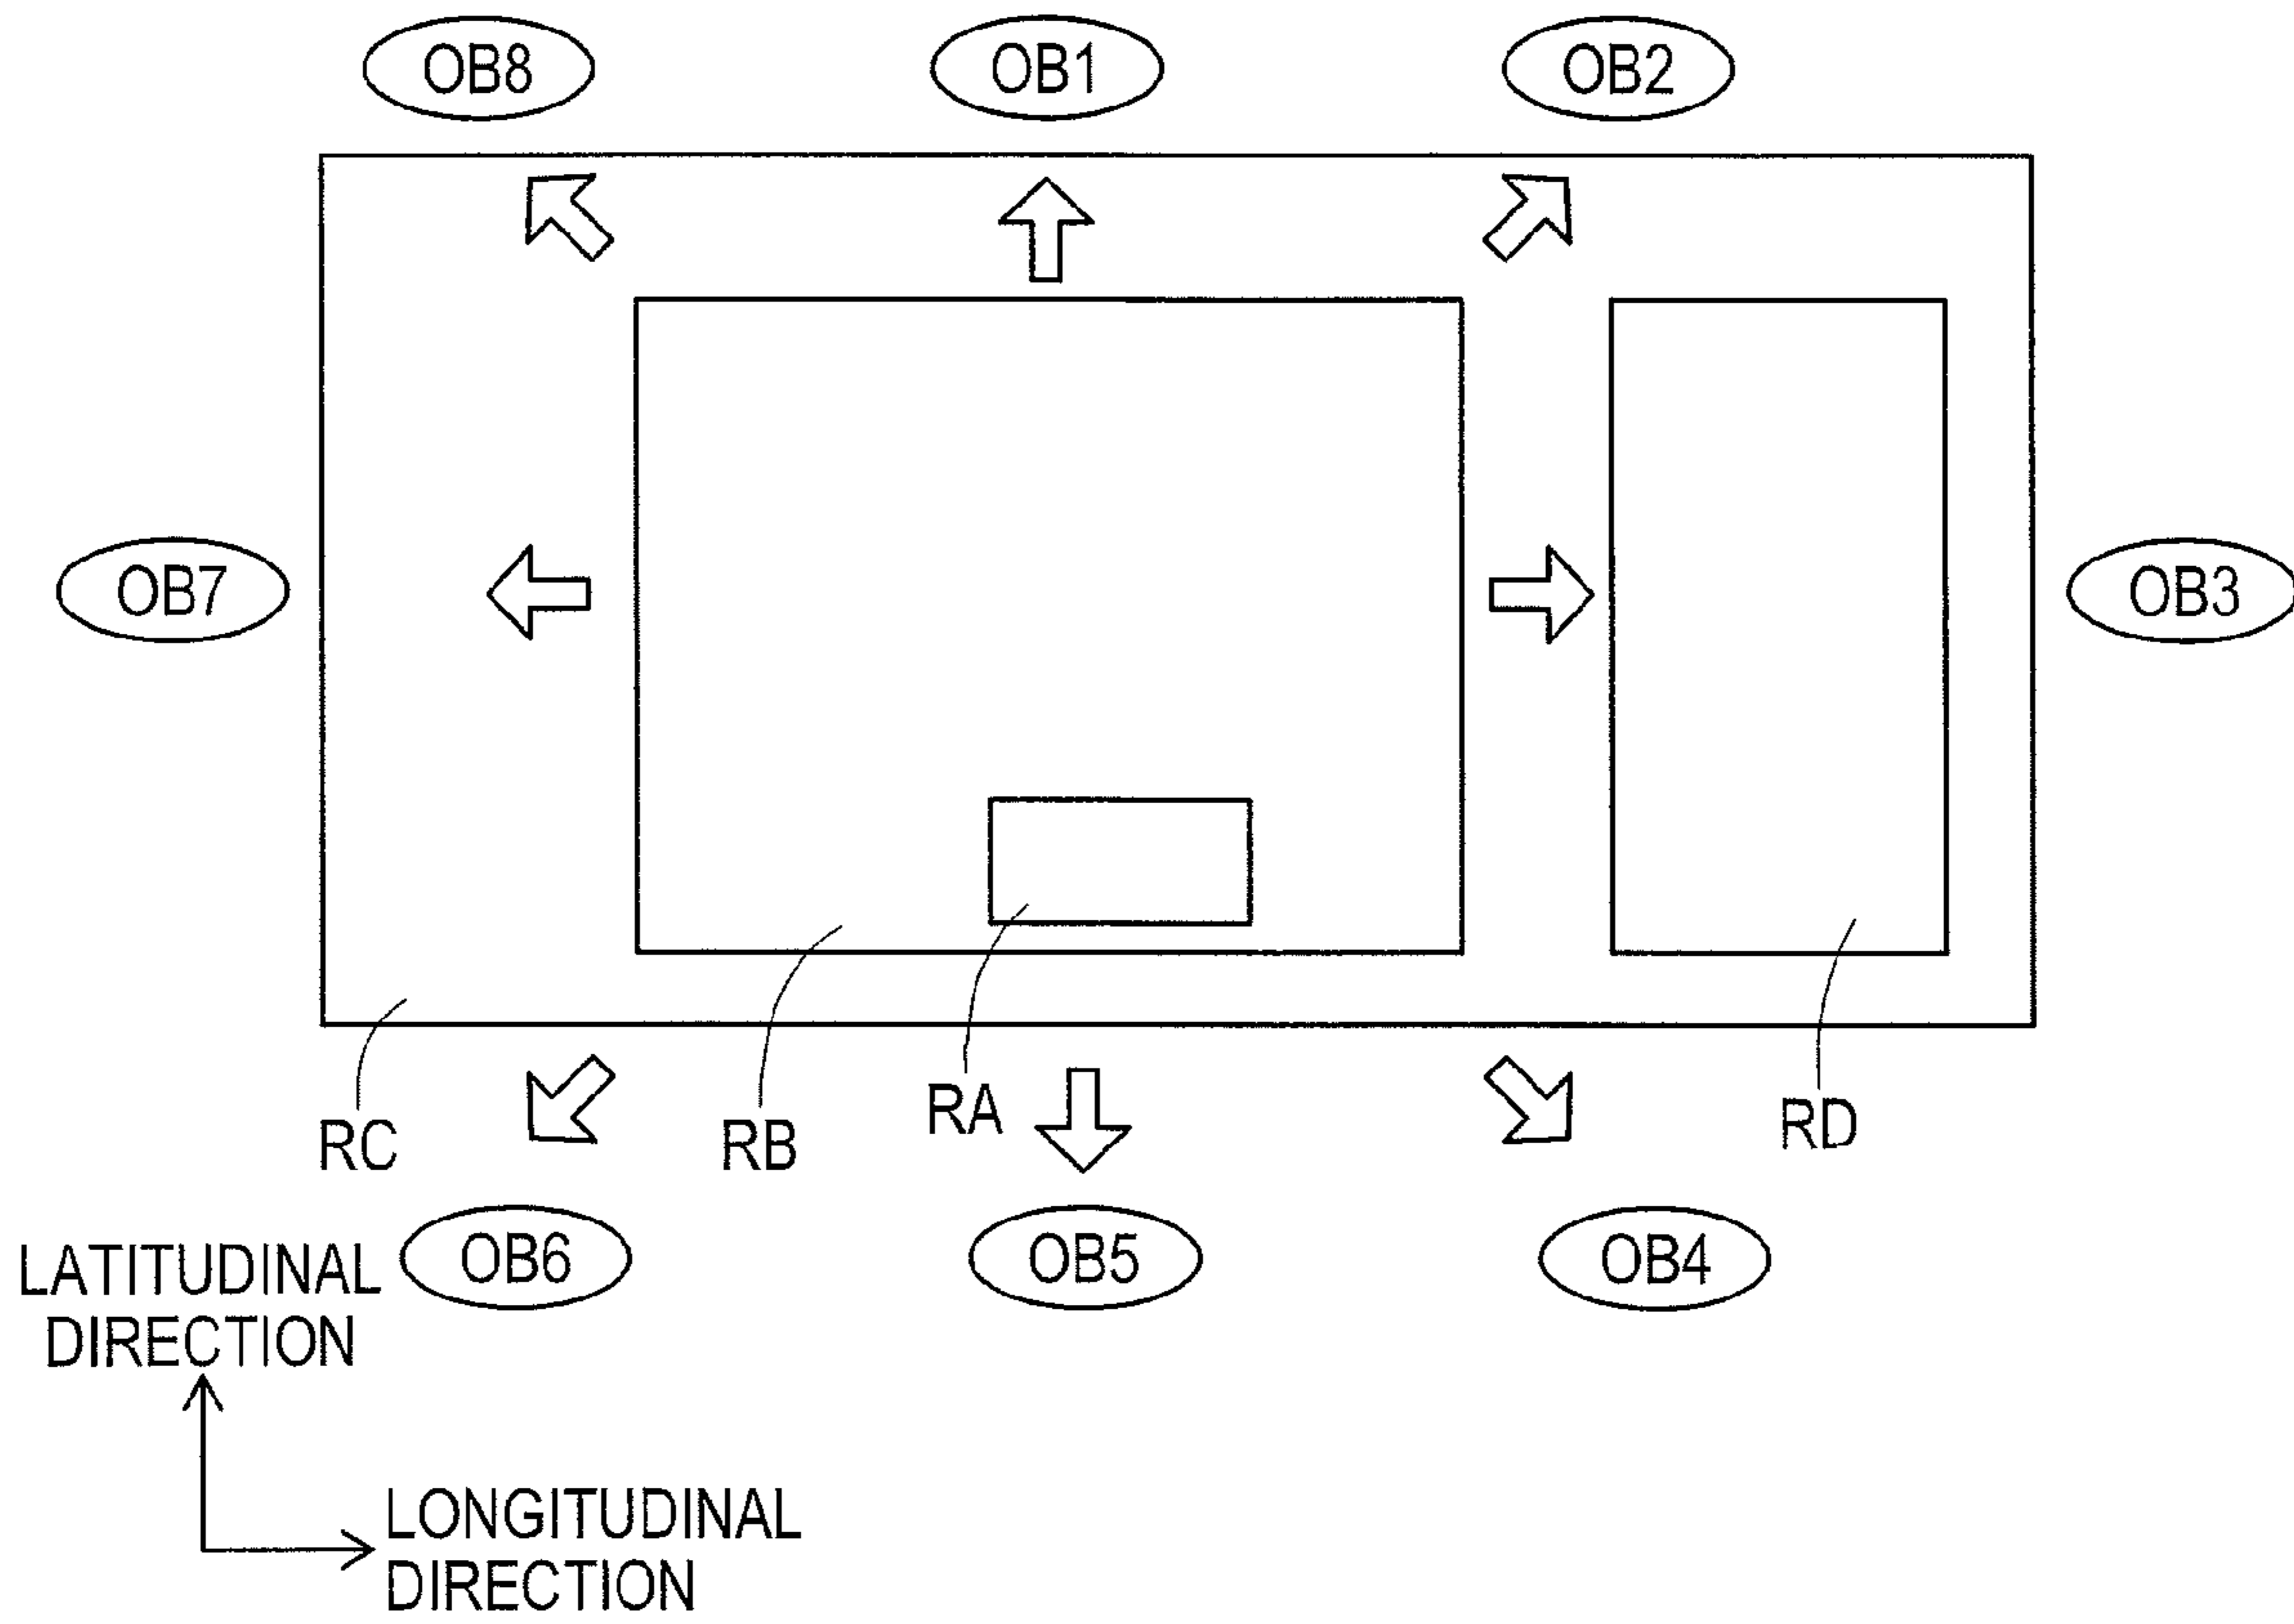 OB8
OB1
OB2
OB7
OB3
RC
RB
RA
RD
OB6
OB5
OB4
LATITUDINAL
DIRECTION
LONGITUDINAL
DIRECTION